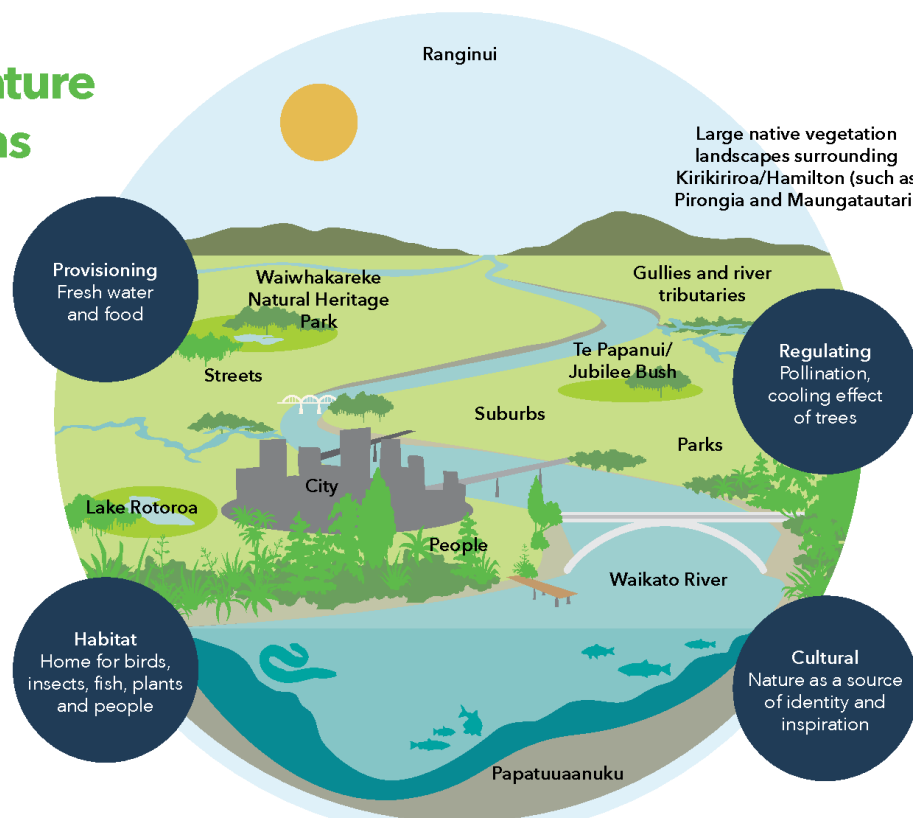 Ranginui
Large native vegetation
landscapes surrounding
Kirikiriroa/Hamilton (such as
Pirongia and Maungatautari
Provisioning
Fresh water
and food
Waiwhakareke
Natural Heritage
Park
Gullies and river
tributaries
Streets
Te Papanui/
Jubilee Bush
Regulating
Pollination,
cooling effect
of trees
Suburbs
Parks
City
Lake Rotoroa
People
Waikato River
Habitat
Home for birds,
insects, fish, plants
and people
Cultural
Nature as a source
of identity and
inspiration
Papatuuaanuku